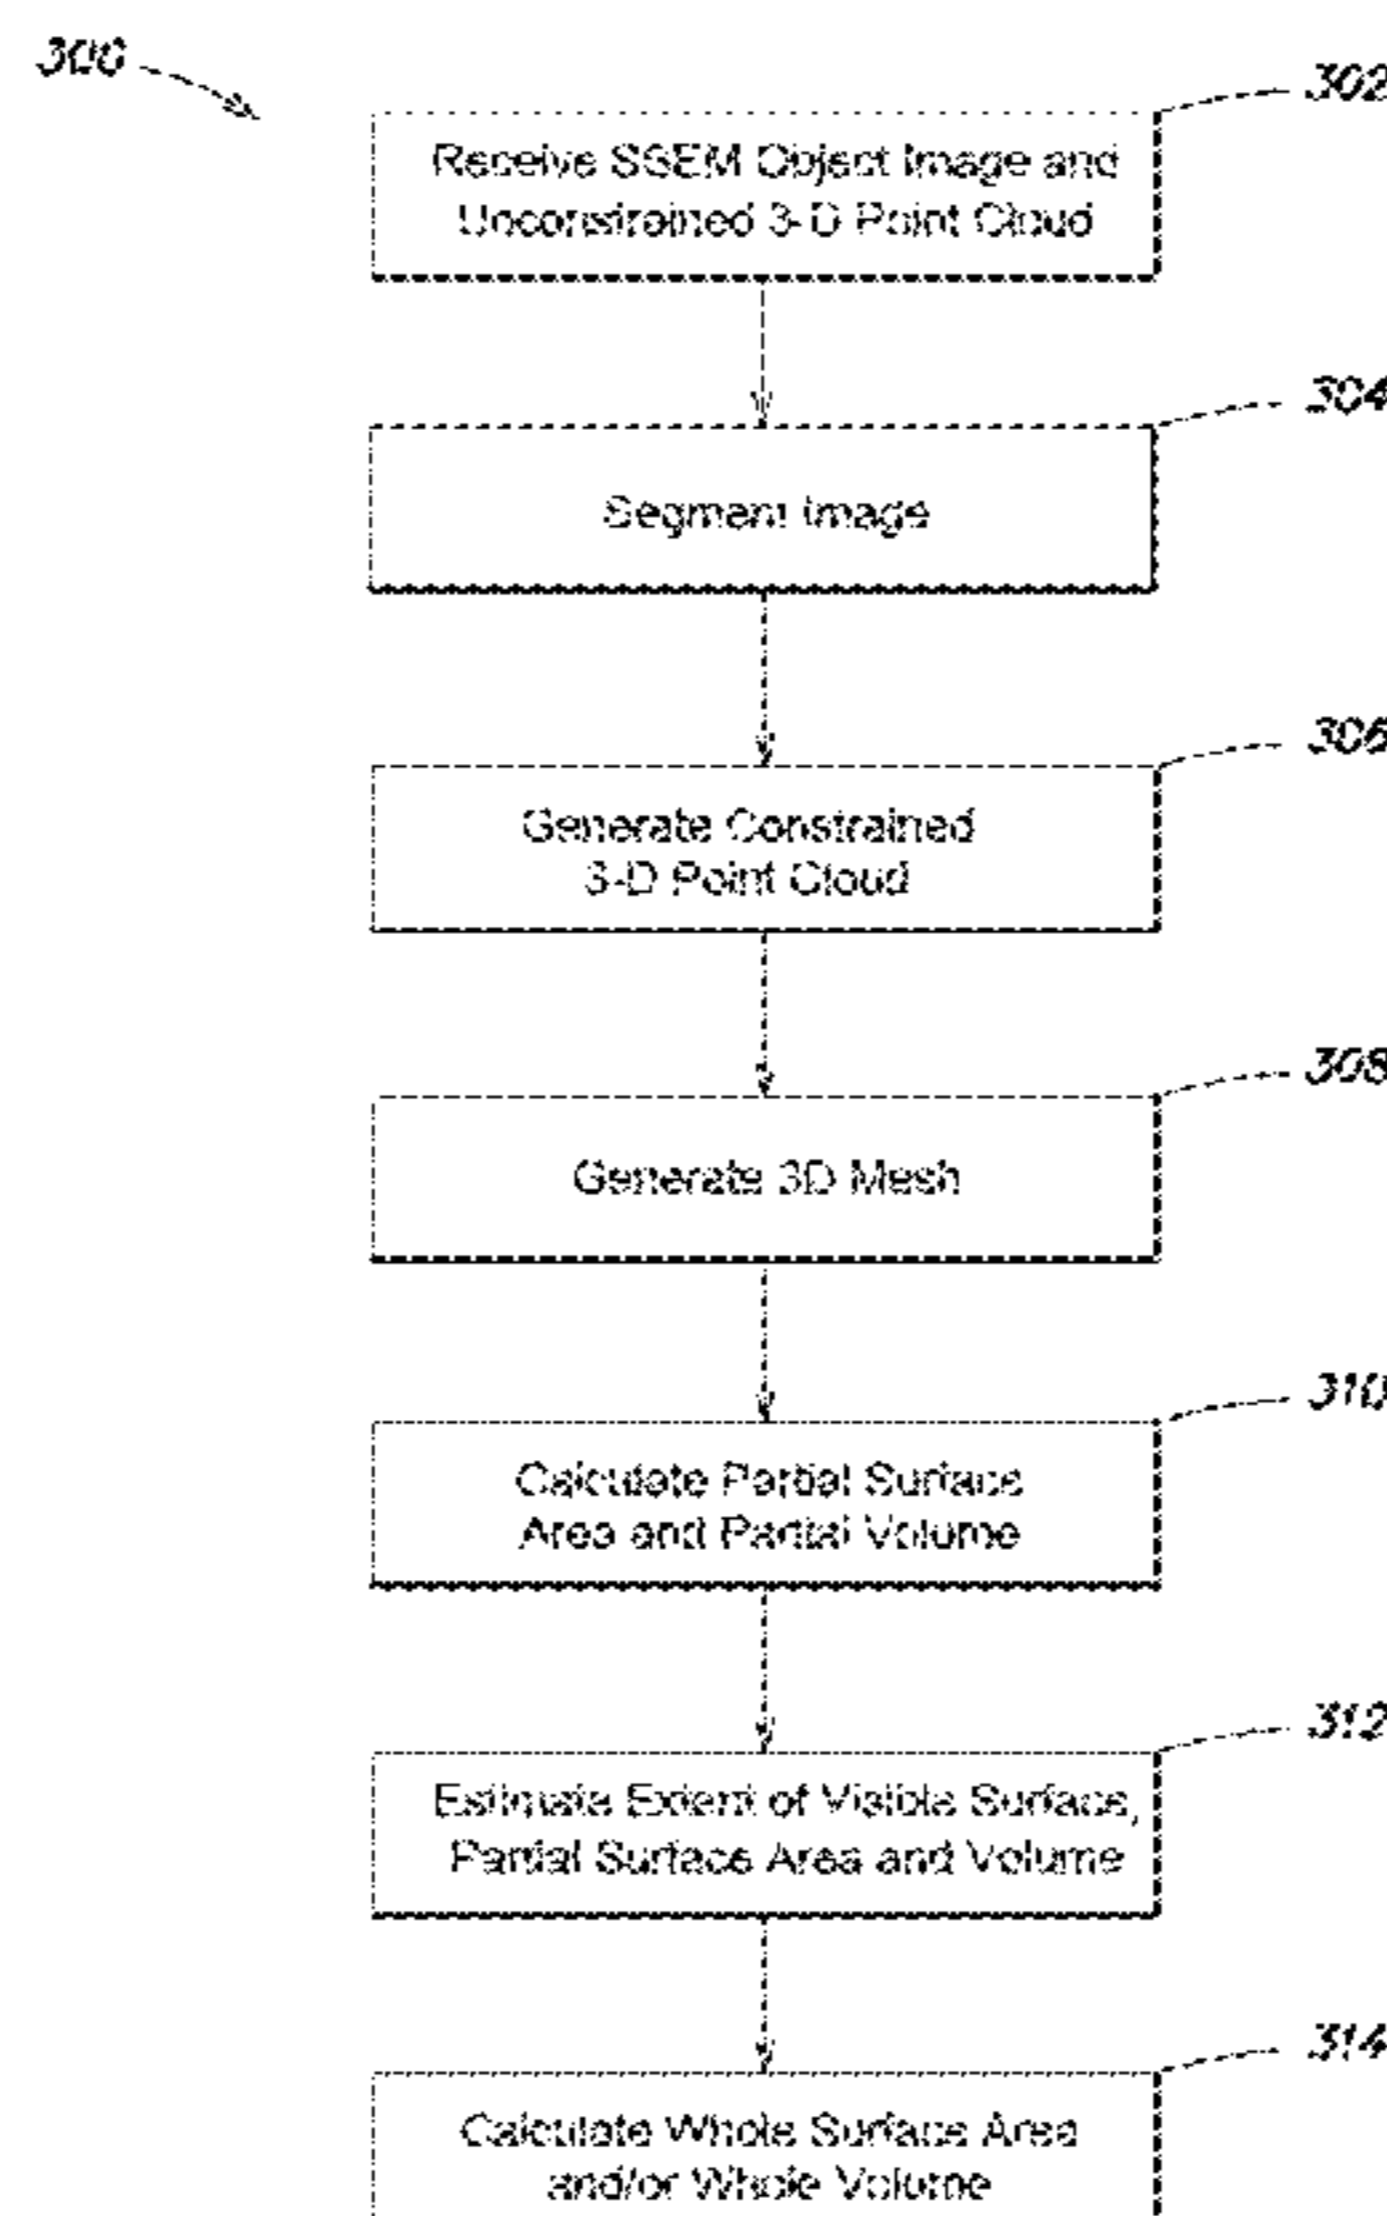 300
302
Receive SSEM Object Image and
Unconstrained 3-D Point Cloud
304
Segment Image
306
Generate Constrained
3-D Point Cloud
308
Generate 3D Mesh
310
Calculate Partial Surface
Area and Partial Volume
312
Estimate Extent of Visible Surface,
Partial Surface Area and Volume
314
Calculate Whole Surface Area
and/or Whole Volume